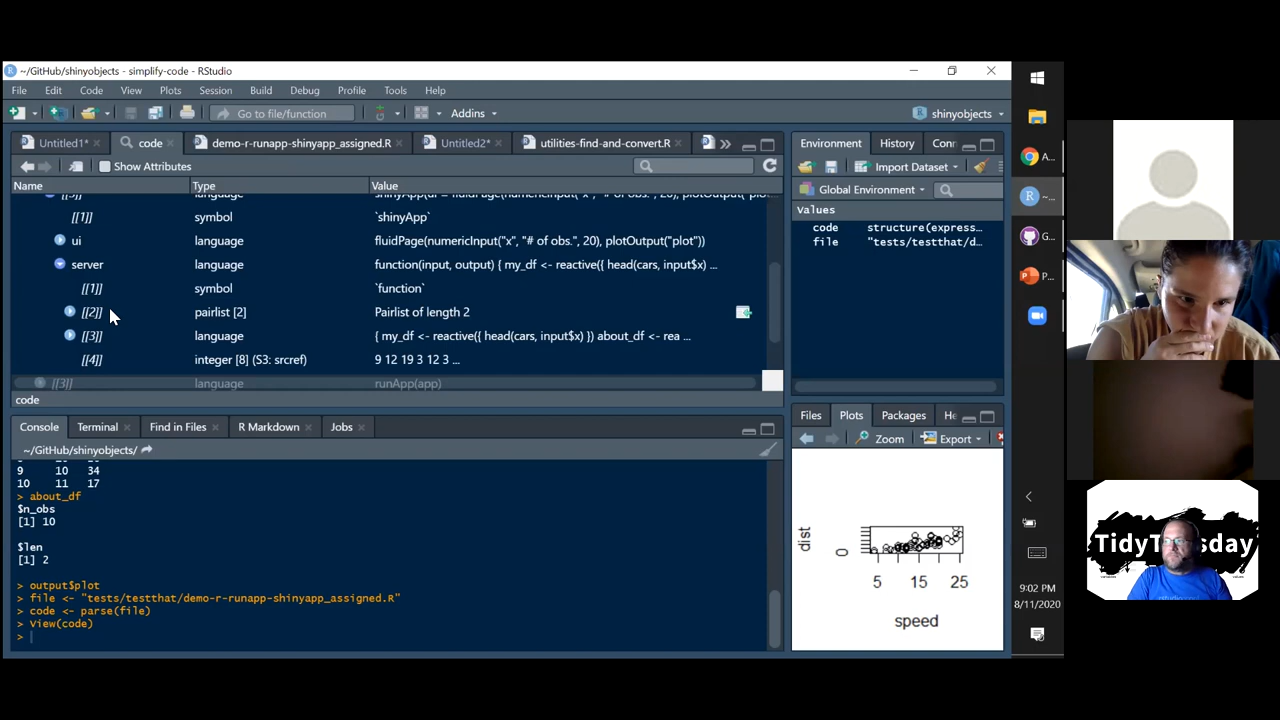 ~/GitHub/shinyobjects - simplify-code - RStudio
File Edit Code View Plots Session Build Debug Profile Tools Help
Go to file/function Addins shinyobjects
Untitled1* code demo-r-runapp-shinyapp_assigned.R Untitled2* utilities-find-and-convert.R
Show Attributes
Name Type Value
[[1]] symbol `shinyApp`
ui language fluidPage(numericInput("x", "# of obs.", 20), plotOutput("plot"))
server language function(input, output) { my_df <- reactive({ head(cars, input$x) ...
[[1]] symbol `function`
[[2]] pairlist [2] Pairlist of length 2
[[3]] language { my_df <- reactive({ head(cars, input$x) }) about_df <- rea ...
[[4]] integer [8] (S3: srcref) 9 12 19 3 12 3 ...
[[3]] language runApp(app)
code
Console Terminal Find in Files R Markdown Jobs
~/GitHub/shinyobjects/
9 10 34
10 11 17
> about_df
$n_obs
[1] 10
$len
[1] 2
> output$plot
> file <- "tests/testthat/demo-r-runapp-shinyapp_assigned.R"
> code <- parse(file)
> View(code)
>
Environment History Conn
Import Dataset
Global Environment
Values
code structure(express…
file "tests/testthat/d…
Files Plots Packages He
Zoom Export
dist
0
5 15 25
speed
A...
~...
G...
P...
9:02 PM
8/11/2020
TidyTuesday